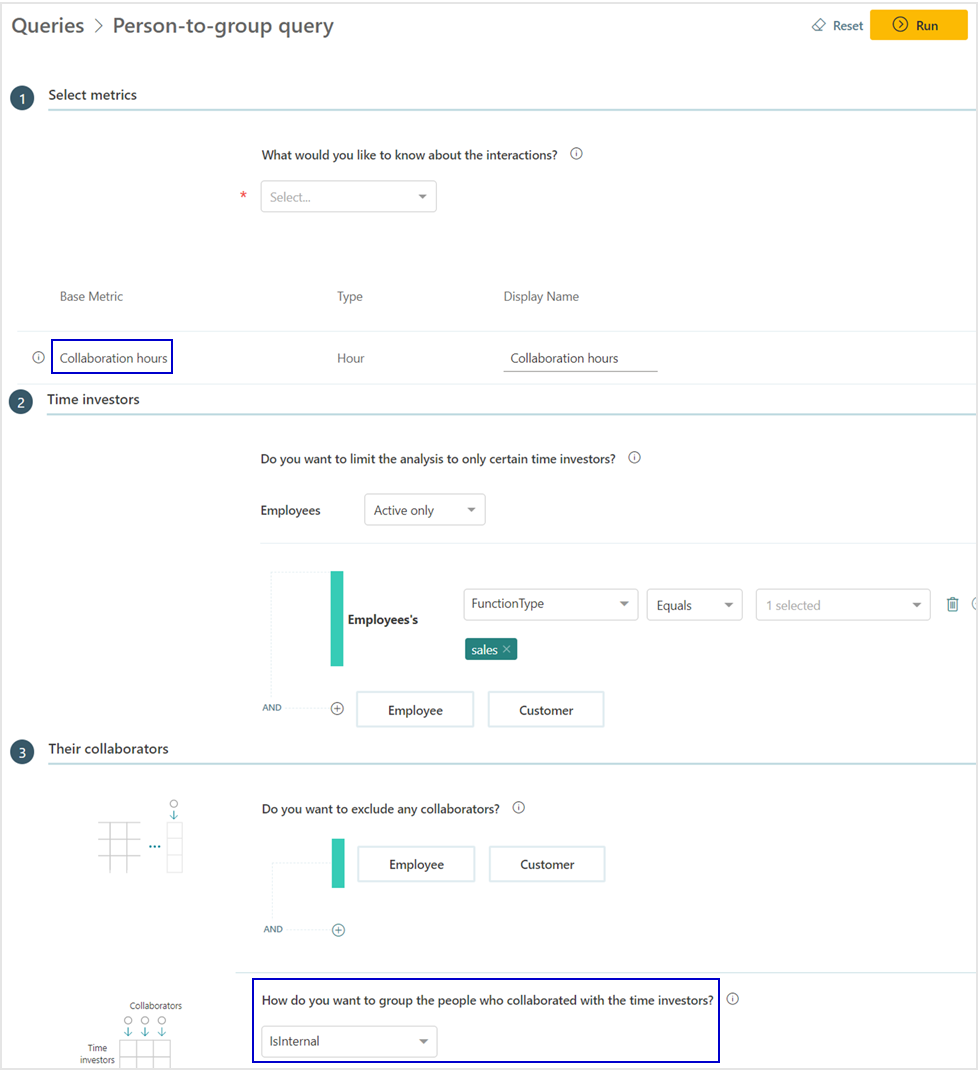 Queries > Person-to-group query
Reset
Run
1 Select metrics
What would you like to know about the interactions?
* Select...
Base Metric Type Display Name
Collaboration hours Hour Collaboration hours
2 Time investors
Do you want to limit the analysis to only certain time investors?
Employees Active only
Employees's FunctionType Equals 1 selected
sales ×
AND Employee Customer
3 Their collaborators
Do you want to exclude any collaborators?
Employee Customer
AND
How do you want to group the people who collaborated with the time investors?
IsInternal
Collaborators
Time
investors